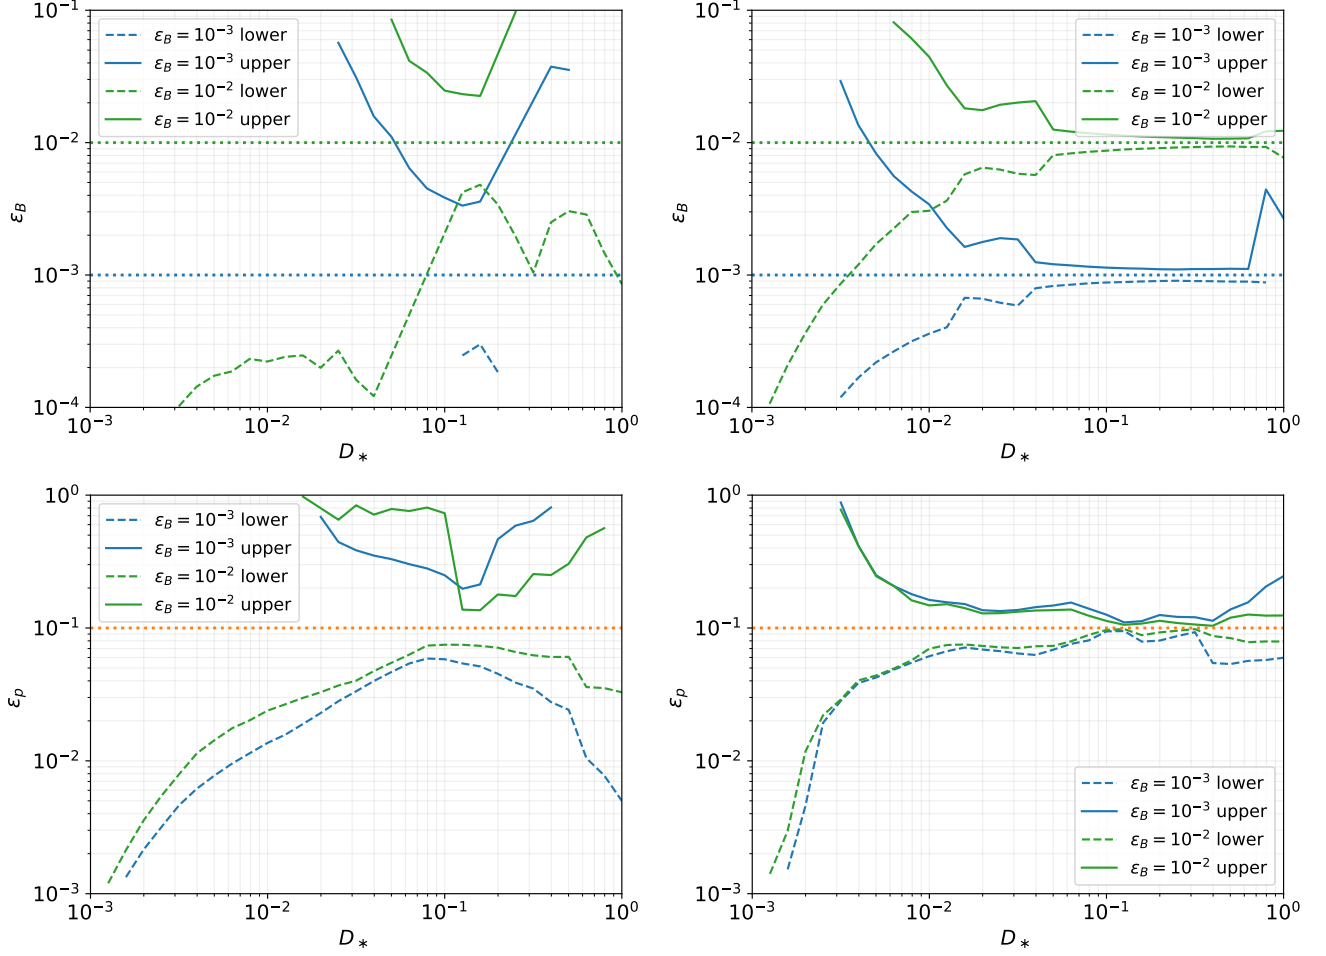 10⁻¹
10⁻²
10⁻³
10⁻⁴
ε_B
ε_B = 10⁻³ lower
ε_B = 10⁻³ upper
ε_B = 10⁻² lower
ε_B = 10⁻² upper
10⁻³
10⁻²
10⁻¹
10⁰
D_*
10⁻¹
10⁻²
10⁻³
10⁻⁴
ε_B
ε_B = 10⁻³ lower
ε_B = 10⁻³ upper
ε_B = 10⁻² lower
ε_B = 10⁻² upper
10⁻³
10⁻²
10⁻¹
10⁰
D_*
10⁰
10⁻¹
10⁻²
10⁻³
ε_p
ε_B = 10⁻³ lower
ε_B = 10⁻³ upper
ε_B = 10⁻² lower
ε_B = 10⁻² upper
10⁻³
10⁻²
10⁻¹
10⁰
D_*
10⁰
10⁻¹
10⁻²
10⁻³
ε_p
ε_B = 10⁻³ lower
ε_B = 10⁻³ upper
ε_B = 10⁻² lower
ε_B = 10⁻² upper
10⁻³
10⁻²
10⁻¹
10⁰
D_*